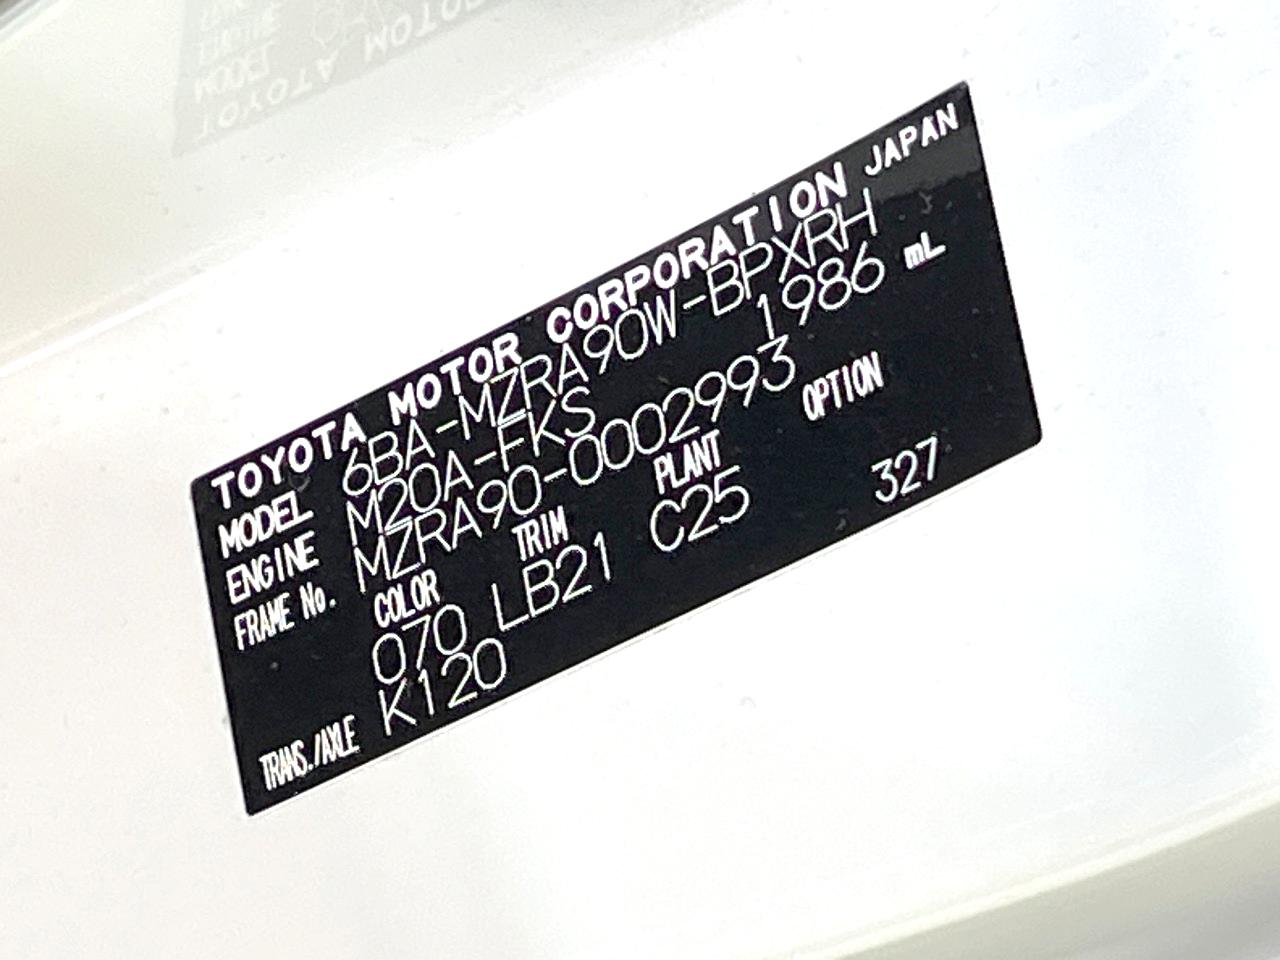 TOYOTA MOTOR CORPORATION JAPAN
MODEL 6BA-MZRA90W-BPXRH
ENGINE M20A-FKS 1986 mL
FRAME No. MZRA90-0002993
COLOR TRIM PLANT OPTION
070 LB21 C25 327
TRANS./AXLE K120